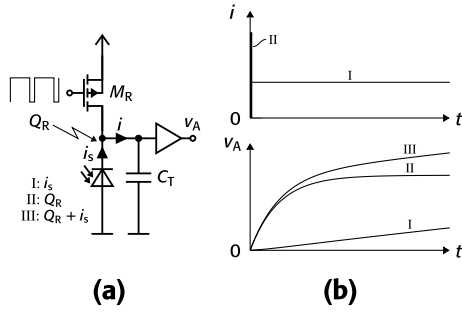 M_R
Q_R
i
v_A
i_s
C_T
I: i_s
II: Q_R
III: Q_R + i_s
(a)
i
II
I
0
t
v_A
III
II
I
0
t
(b)